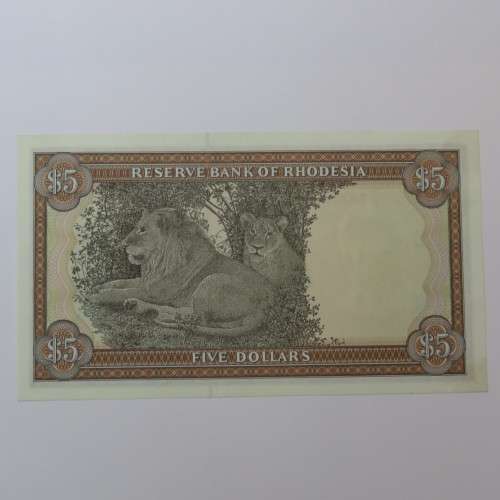 $5 RESERVE BANK OF RHODESIA $5
$5 FIVE DOLLARS $5